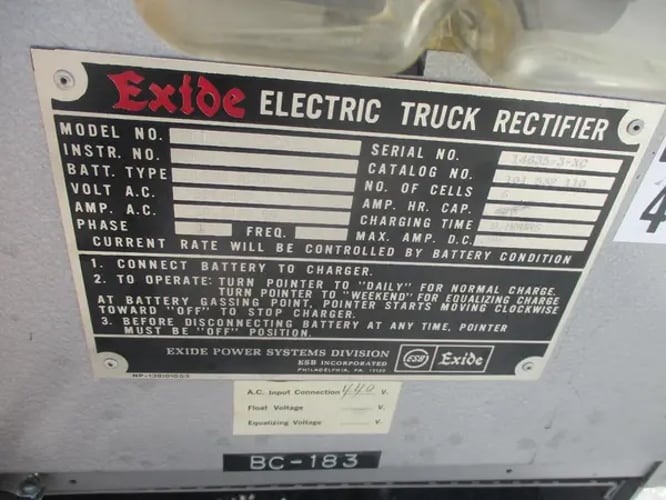 Exide ELECTRIC TRUCK RECTIFIER
MODEL NO.
INSTR. NO.
BATT. TYPE
VOLT A.C.
AMP. A.C.
PHASE 1 FREQ.
SERIAL NO.
CATALOG NO.
NO. OF CELLS 6
AMP. HR. CAP.
CHARGING TIME
MAX. AMP. D.C.
CURRENT RATE WILL BE CONTROLLED BY BATTERY CONDITION
1. CONNECT BATTERY TO CHARGER.
2. TO OPERATE: TURN POINTER TO "DAILY" FOR NORMAL CHARGE.
TURN POINTER TO "WEEKEND" FOR EQUALIZING CHARGE
AT BATTERY GASSING POINT, POINTER STARTS MOVING CLOCKWISE
TOWARD "OFF" TO STOP CHARGER.
3. BEFORE DISCONNECTING BATTERY AT ANY TIME, POINTER
MUST BE "OFF" POSITION.
EXIDE POWER SYSTEMS DIVISION
ESB INCORPORATED
PHILADELPHIA, PA.
ESB Exide
A.C. Input Connection 440 V.
Float Voltage V.
Equalizing Voltage V.
BC-183
4